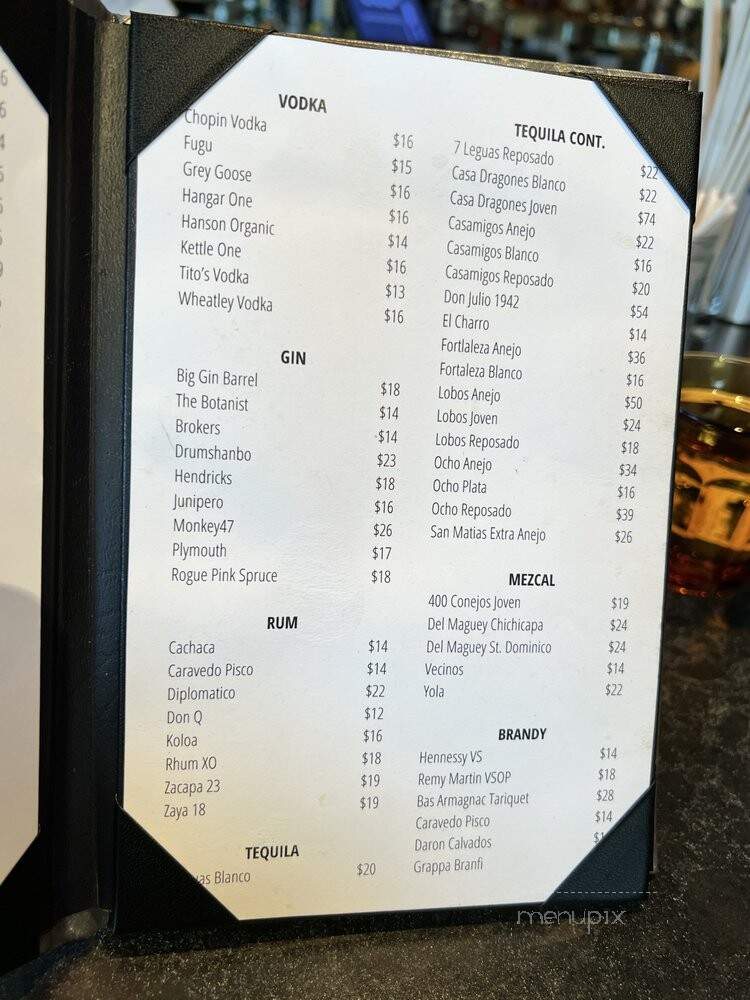 VODKA
Chopin Vodka $16
Fugu $15
Grey Goose $16
Hangar One $16
Hanson Organic $14
Kettle One $16
Tito's Vodka $13
Wheatley Vodka $16
GIN
Big Gin Barrel $18
The Botanist $14
Brokers $14
Drumshanbo $23
Hendricks $18
Junipero $16
Monkey47 $26
Plymouth $17
Rogue Pink Spruce $18
RUM
Cachaca $14
Caravedo Pisco $14
Diplomatico $22
Don Q $12
Koloa $16
Rhum XO $18
Zacapa 23 $19
Zaya 18 $19
TEQUILA
Blanco $20
TEQUILA CONT.
7 Leguas Reposado $22
Casa Dragones Blanco $22
Casa Dragones Joven $74
Casamigos Anejo $22
Casamigos Blanco $16
Casamigos Reposado $20
Don Julio 1942 $54
El Charro $14
Fortlaleza Anejo $36
Fortaleza Blanco $16
Lobos Anejo $50
Lobos Joven $24
Lobos Reposado $18
Ocho Anejo $34
Ocho Plata $16
Ocho Reposado $39
San Matias Extra Anejo $26
MEZCAL
400 Conejos Joven $19
Del Maguey Chichicapa $24
Del Maguey St. Dominico $24
Vecinos $14
Yola $22
BRANDY
Hennessy VS $14
Remy Martin VSOP $18
Bas Armagnac Tariquet $28
Caravedo Pisco $14
Daron Calvados
Grappa Branfi
menupix